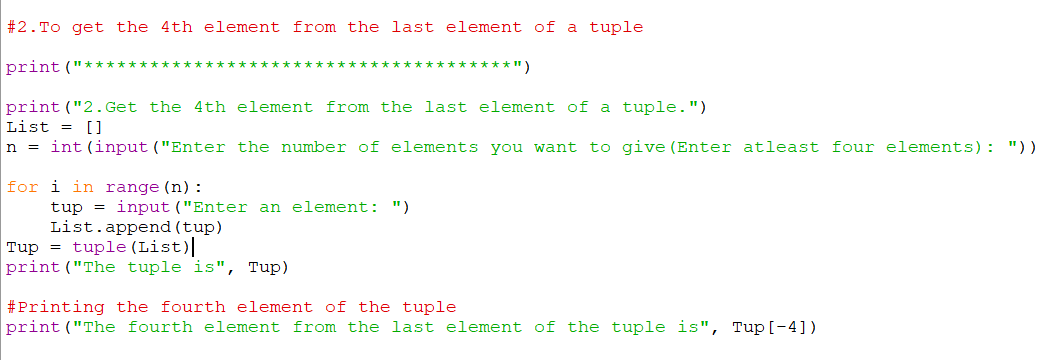 #2.To get the 4th element from the last element of a tuple
print("***************************************")
print("2.Get the 4th element from the last element of a tuple.")
List = []
n = int(input("Enter the number of elements you want to give(Enter atleast four elements): "))
for i in range(n):
    tup = input("Enter an element: ")
    List.append(tup)
Tup = tuple(List)
print("The tuple is", Tup)
#Printing the fourth element of the tuple
print("The fourth element from the last element of the tuple is", Tup[-4])